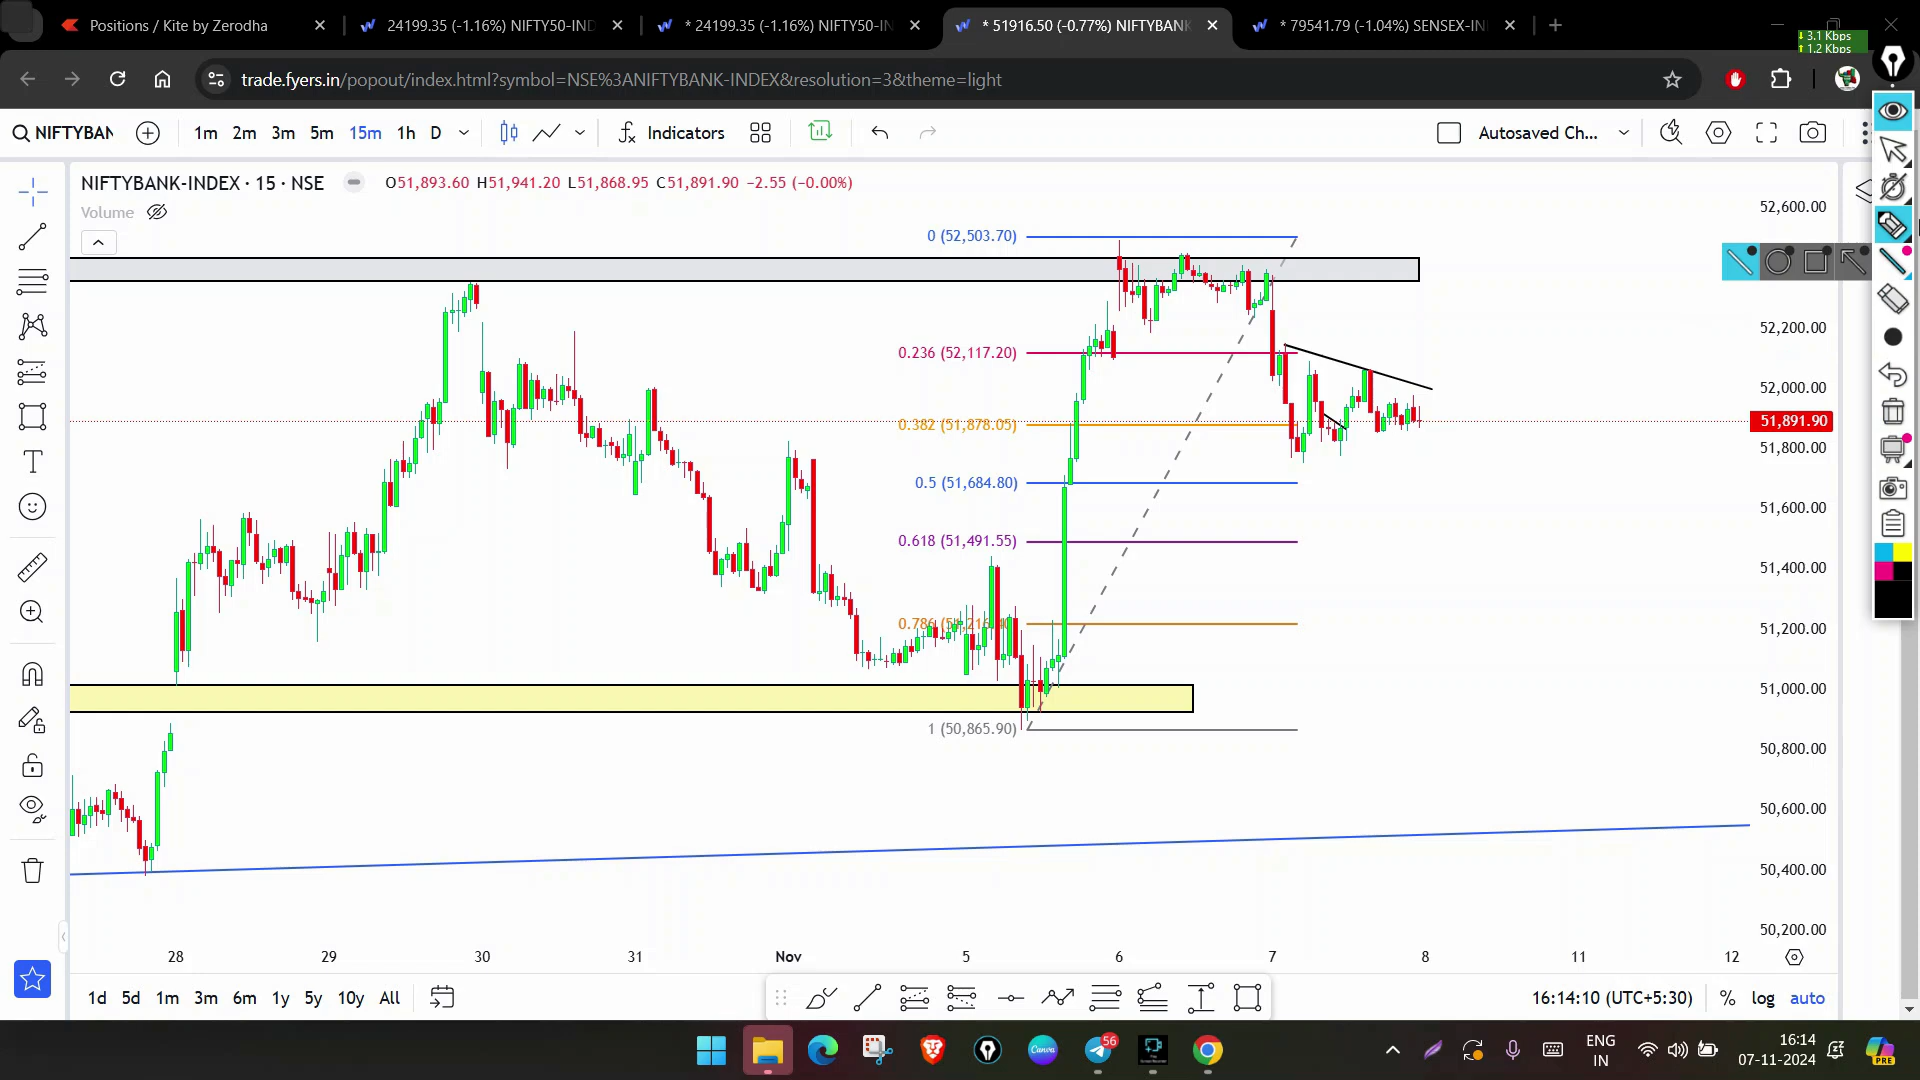 Positions / Kite by Zerodha
24199.35 (-1.16%) NIFTY50-IND
* 24199.35 (-1.16%) NIFTY50-IN
* 51916.50 (-0.77%) NIFTYBANK
* 79541.79 (-1.04%) SENSEX-IN
3.1 Kbps
1.2 Kbps
trade.fyers.in/popout/index.html?symbol=NSE%3ANIFTYBANK-INDEX&resolution=3&theme=light
NIFTYBAN 1m 2m 3m 5m 15m 1h D Indicators Autosaved Ch...
NIFTYBANK-INDEX · 15 · NSE O51,893.60 H51,941.20 L51,868.95 C51,891.90 −2.55 (−0.00%)
Volume
52,600.00
0 (52,503.70)
52,200.00
0.236 (52,117.20)
52,000.00
51,891.90
0.382 (51,878.05)
51,800.00
0.5 (51,684.80)
51,600.00
0.618 (51,491.55)
51,400.00
51,200.00
51,000.00
1 (50,865.90)
50,800.00
50,600.00
50,400.00
50,200.00
28 29 30 31 Nov 5 6 7 8 11 12
1d 5d 1m 3m 6m 1y 5y 10y All
16:14:10 (UTC+5:30) % log auto
Canva
56
ENG
IN
16:14
07-11-2024
PRE